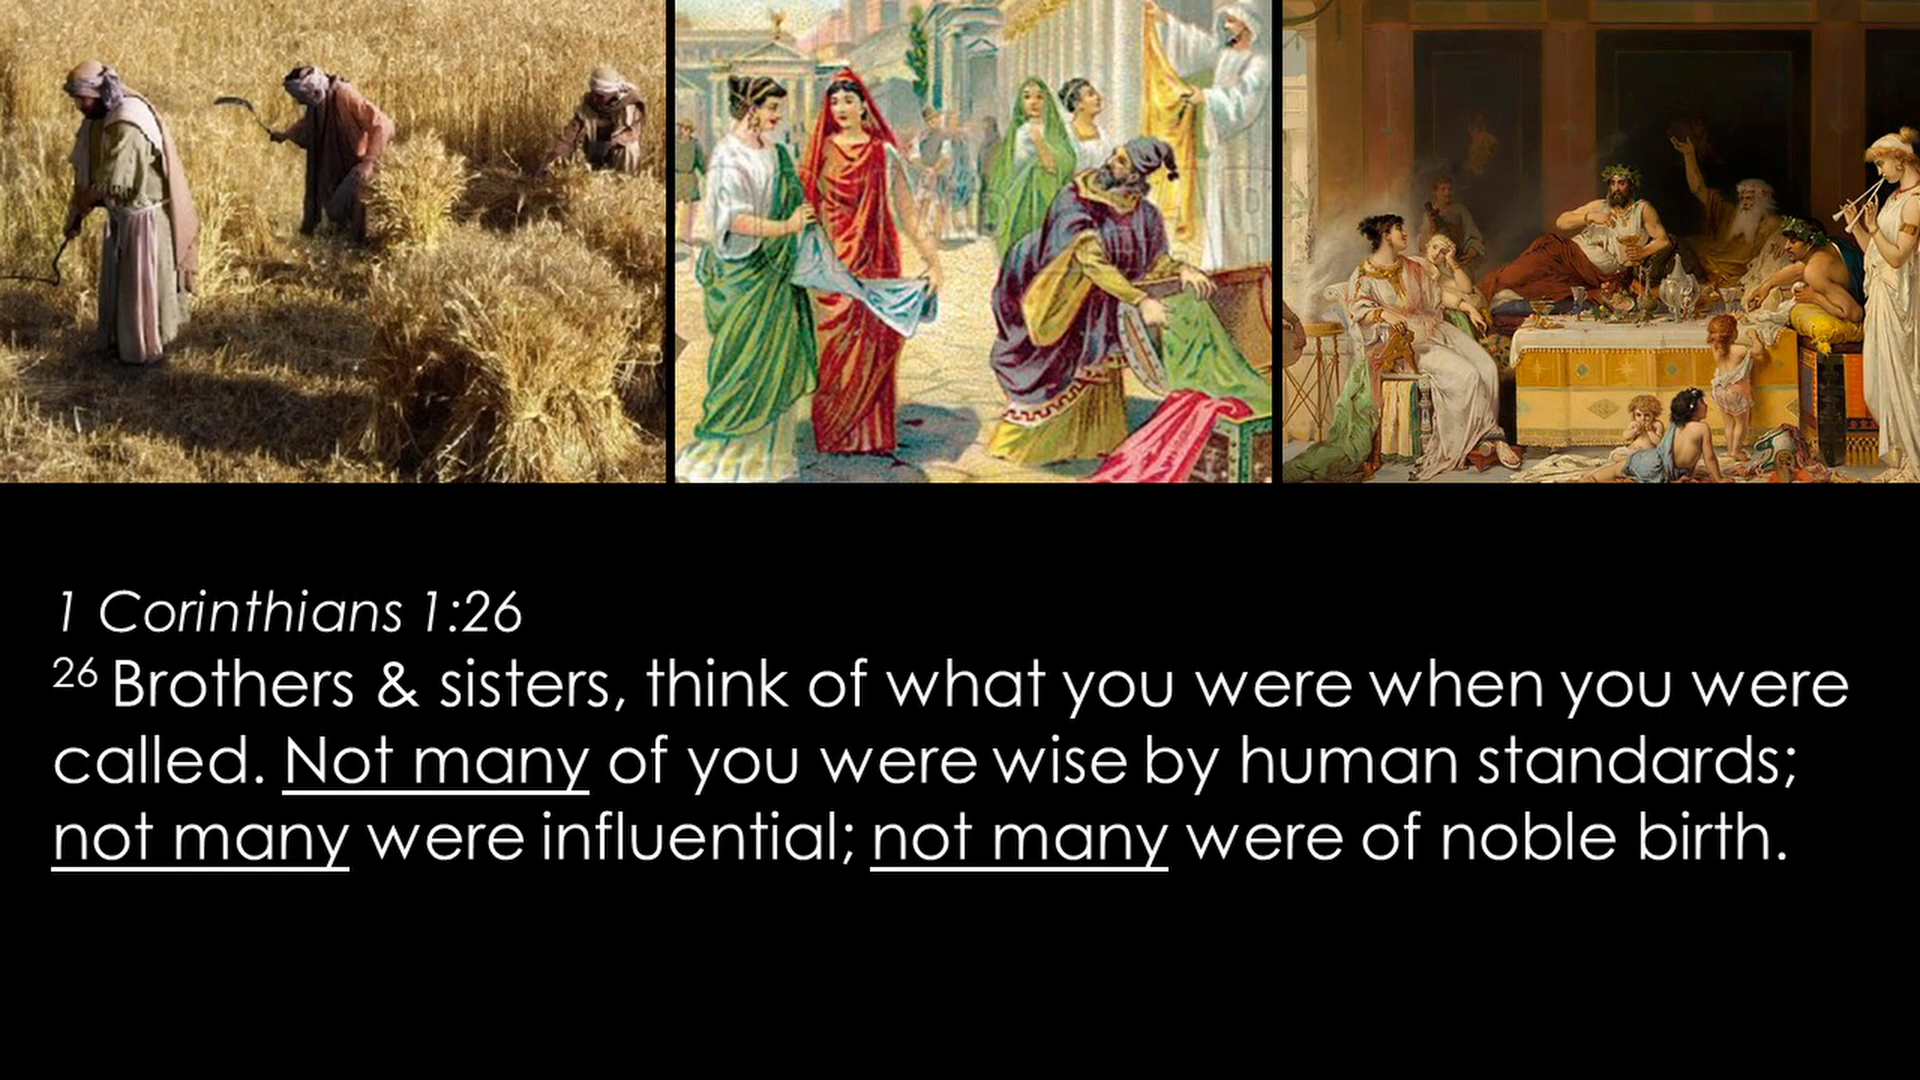 1 Corinthians 1:26
26 Brothers & sisters, think of what you were when you were
called. Not many of you were wise by human standards;
not many were influential; not many were of noble birth.